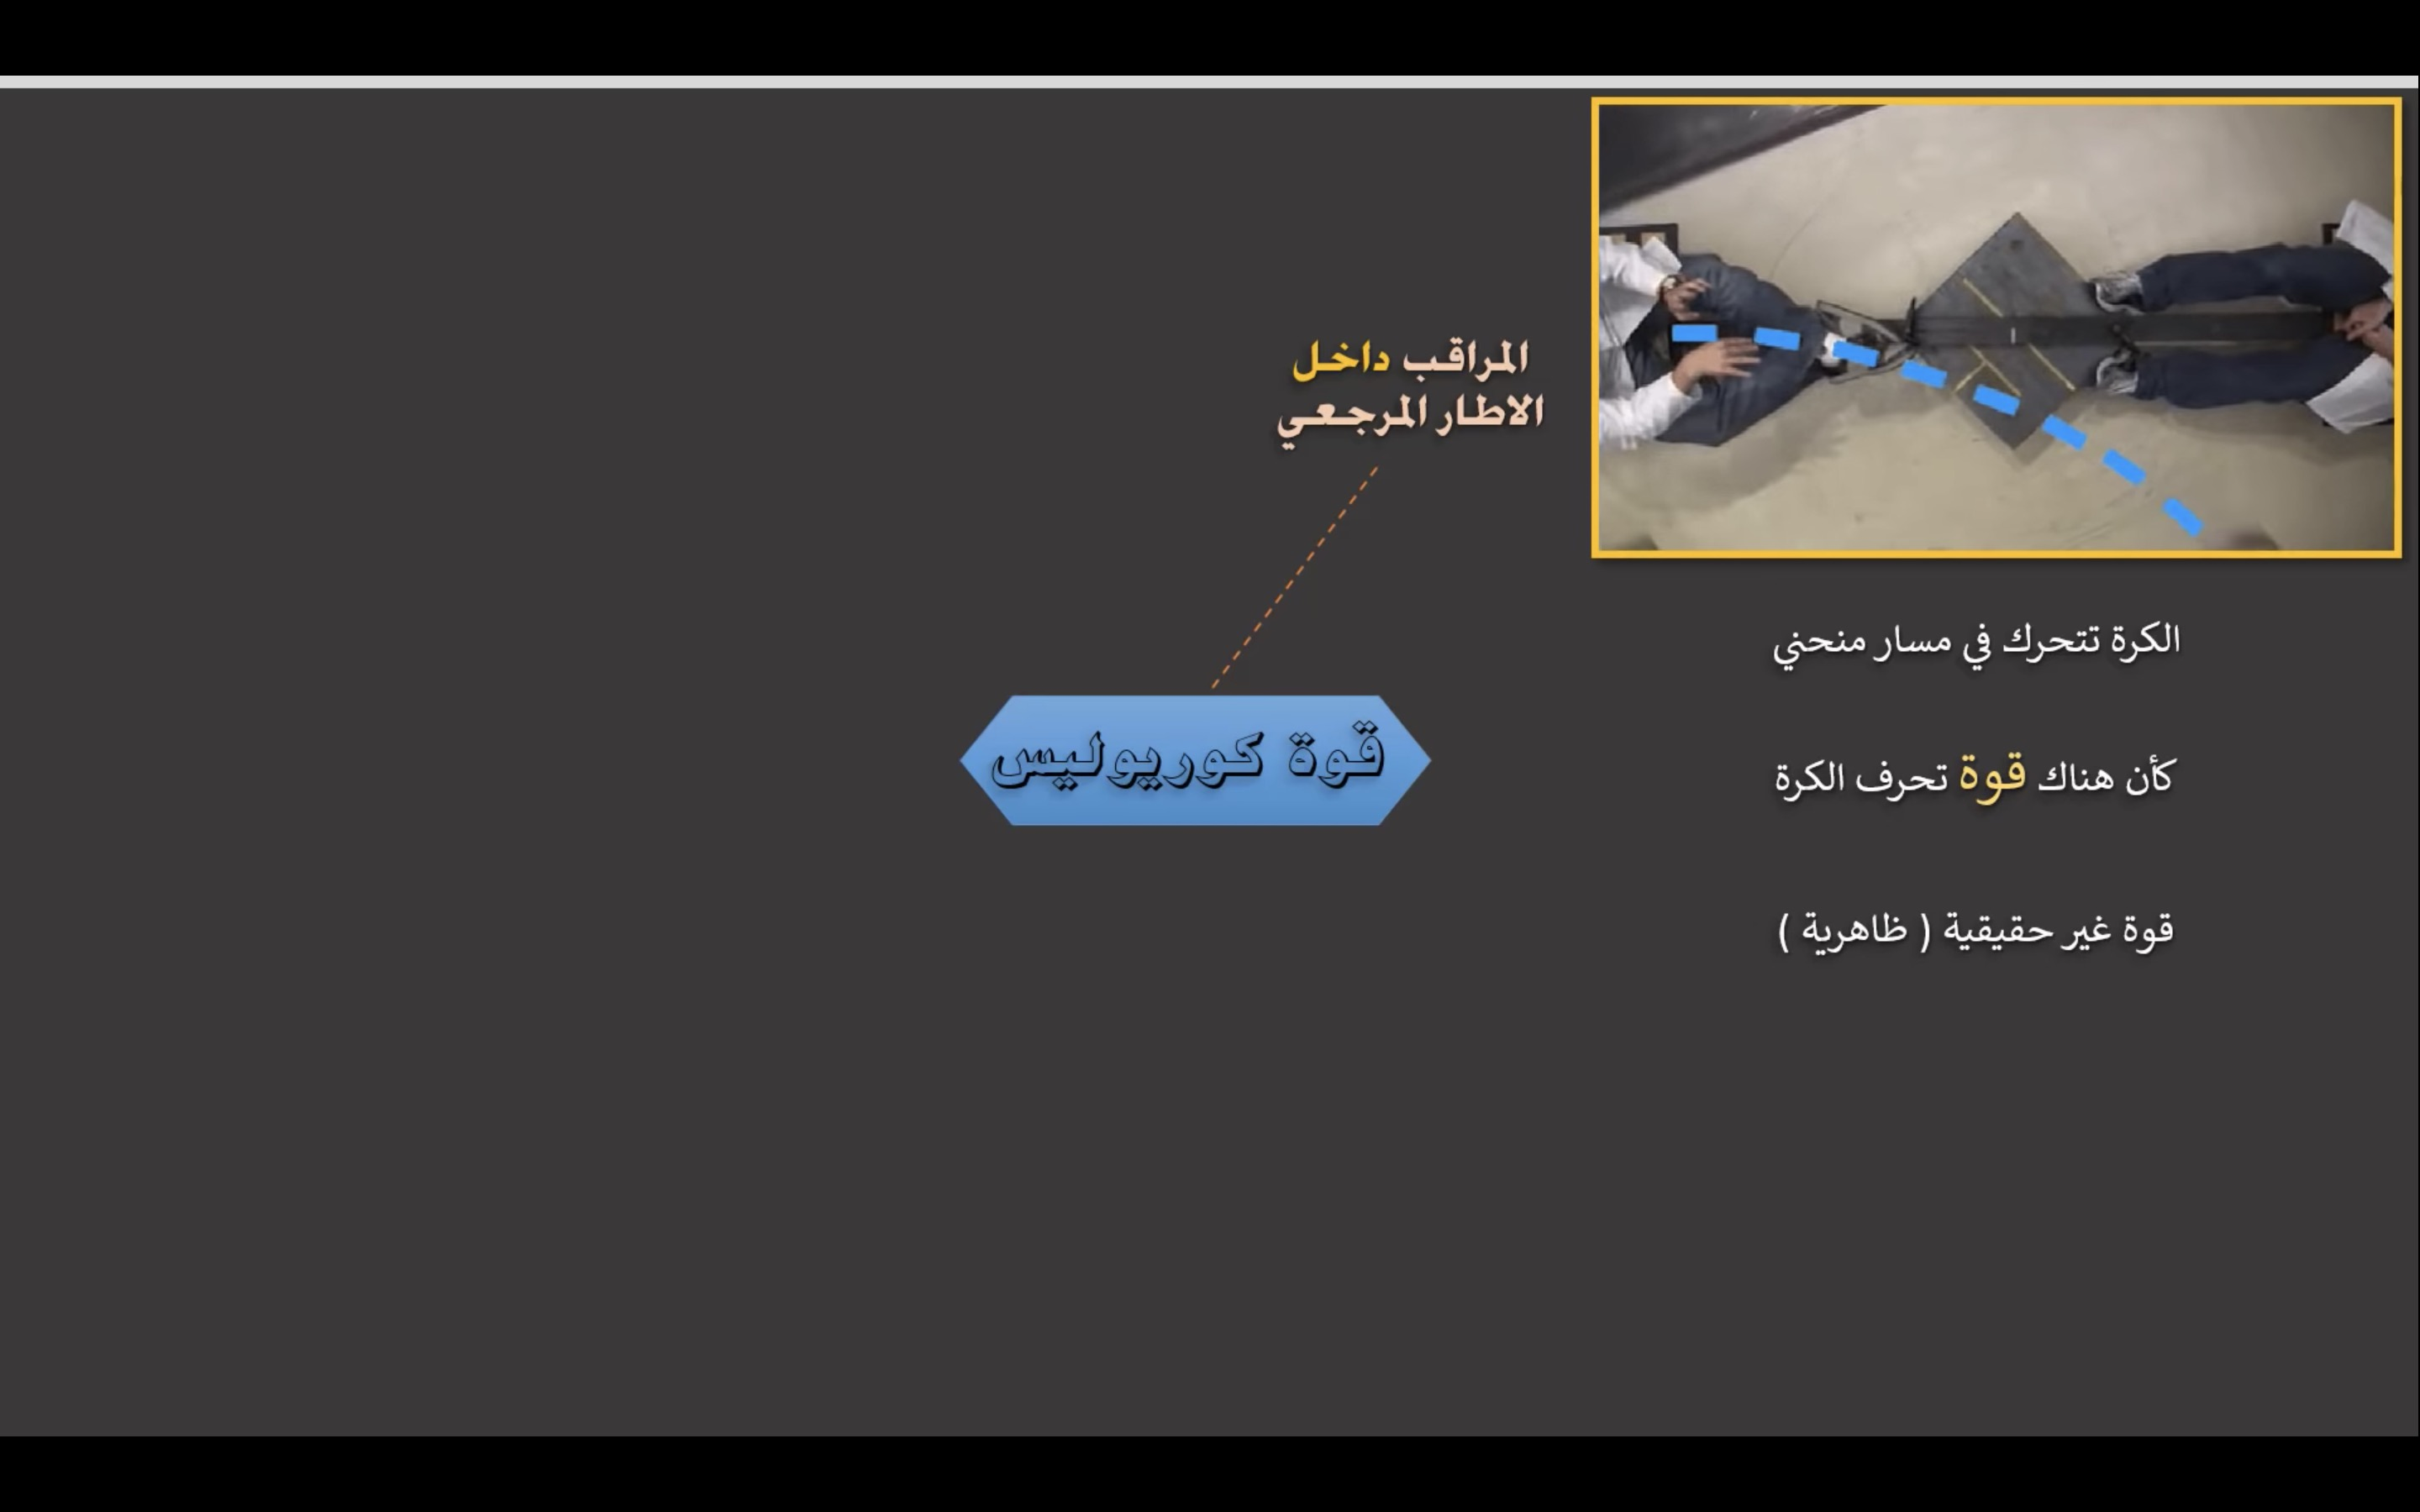 المراقب داخل
الاطار المرجعي
قوة كوريوليس
الكرة تتحرك في مسار منحني
كأن هناك قوة تحرف الكرة
قوة غير حقيقية ( ظاهرية )